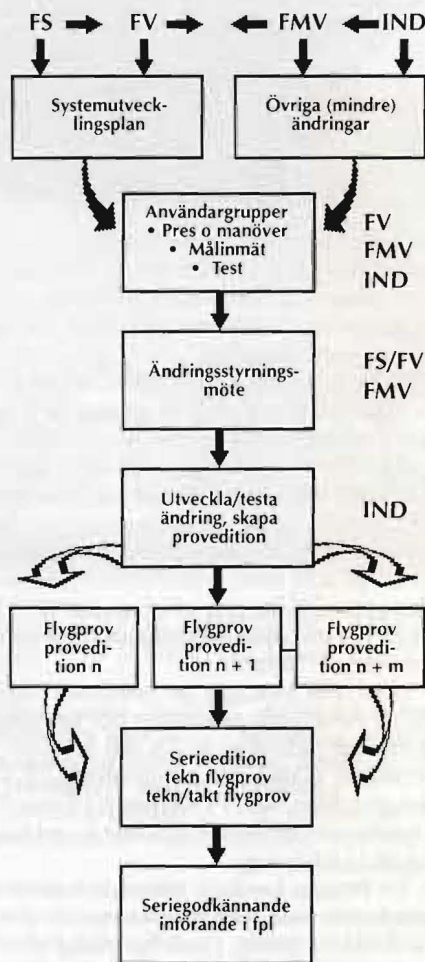 FS FV FMV IND
Systemutveck-
lingsplan
Övriga (mindre)
ändringar
Användargrupper
• Pres o manöver
• Målinmät
• Test
FV
FMV
IND
Ändringsstyrnings-
möte
FS/FV
FMV
Utveckla/testa
ändring, skapa
provedition
IND
Flygprov
provedi-
tion n
Flygprov
provedi-
tion n + 1
Flygprov
provedi-
tion n + m
Serieedition
tekn flygprov
tekn/takt flygprov
Seriegodkännande
införande i fpl